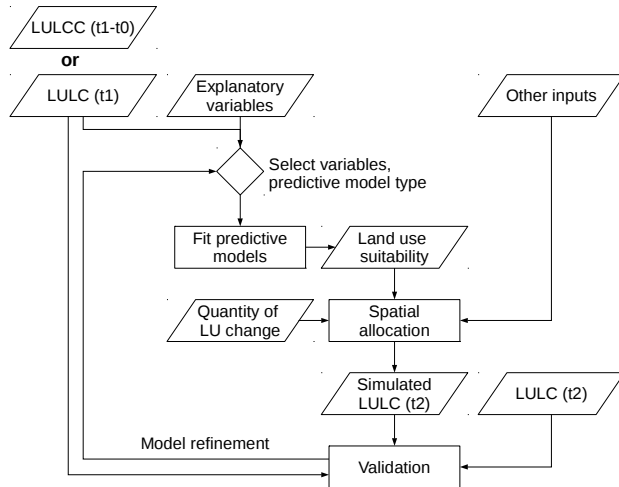 LULCC (t1-t0)
or
LULC (t1)
Explanatory
variables
Other inputs
Select variables,
predictive model type
Fit predictive
models
Land use
suitability
Quantity of
LU change
Spatial
allocation
Simulated
LULC (t2)
LULC (t2)
Model refinement
Validation